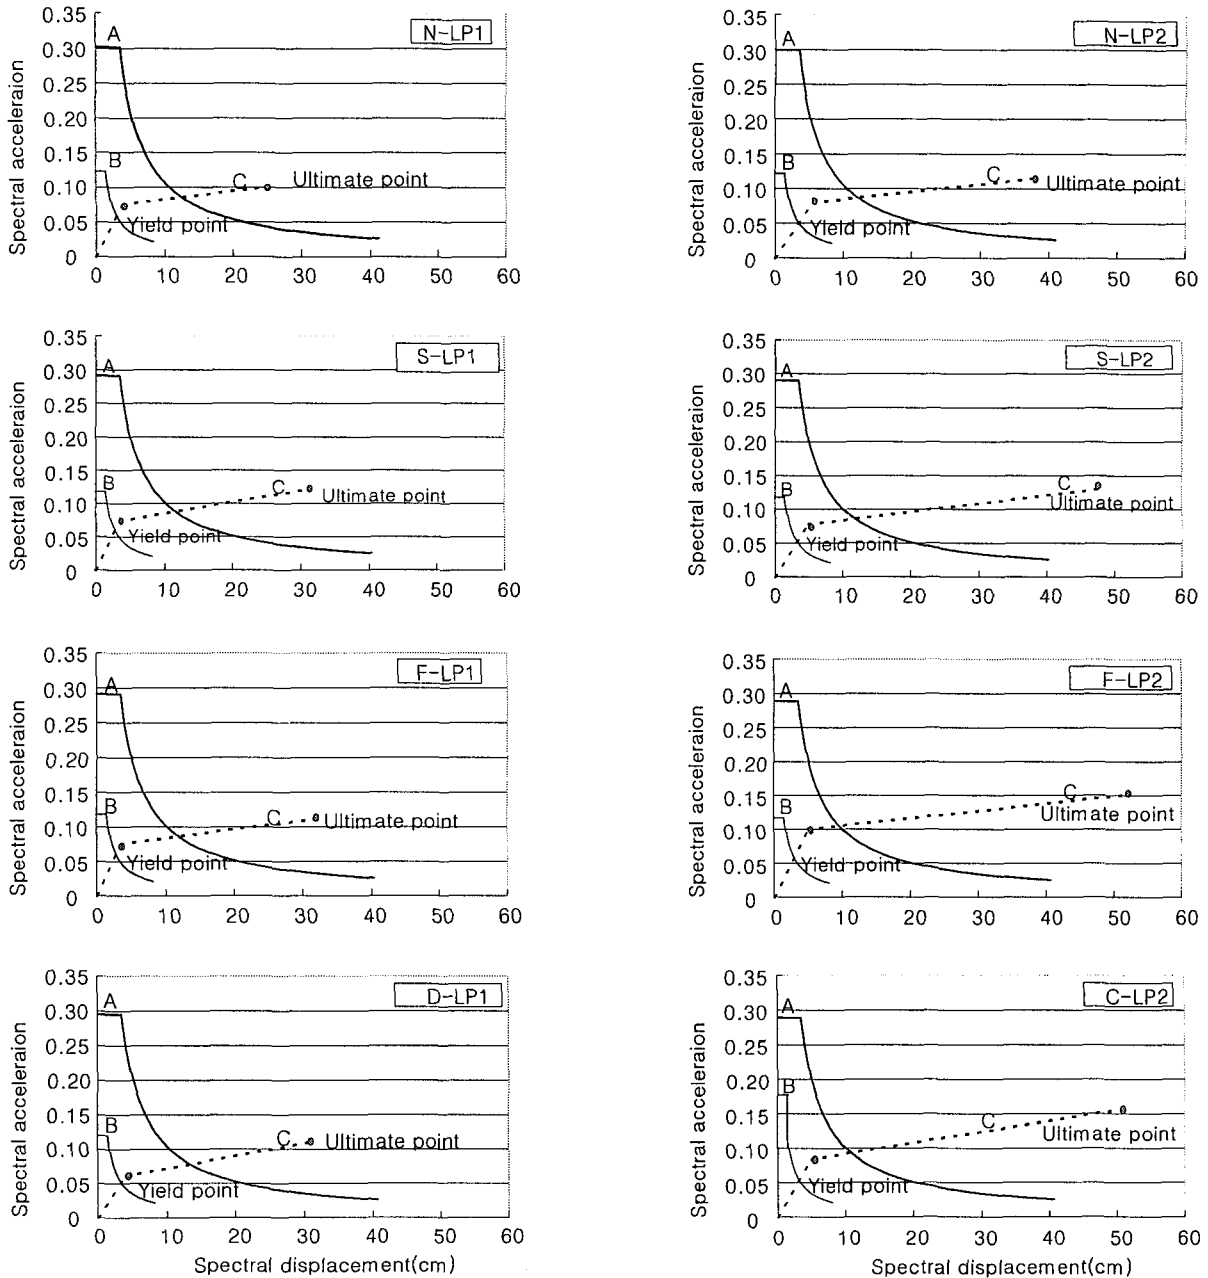 0.35
0.30
0.25
0.20
0.15
0.10
0.05
0
Spectral acceleraion
A
B
C
N-LP1
Ultimate point
Yield point
0 10 20 30 40 50 60
0.35
0.30
0.25
0.20
0.15
0.10
0.05
0
Spectral acceleraion
A
B
C
N-LP2
Ultimate point
Yield point
0 10 20 30 40 50 60
0.35
0.30
0.25
0.20
0.15
0.10
0.05
0
Spectral acceleraion
A
B
C
S-LP1
Ultimate point
Yield point
0 10 20 30 40 50 60
0.35
0.30
0.25
0.20
0.15
0.10
0.05
0
Spectral acceleraion
A
B
C
S-LP2
Ultimate point
Yield point
0 10 20 30 40 50 60
0.35
0.30
0.25
0.20
0.15
0.10
0.05
0
Spectral acceleraion
A
B
C
F-LP1
Ultimate point
Yield point
0 10 20 30 40 50 60
0.35
0.30
0.25
0.20
0.15
0.10
0.05
0
Spectral acceleraion
A
B
C
F-LP2
Ultimate point
Yield point
0 10 20 30 40 50 60
0.35
0.30
0.25
0.20
0.15
0.10
0.05
0
Spectral acceleraion
A
B
C
D-LP1
Ultimate point
Yield point
0 10 20 30 40 50 60
Spectral displacement(cm)
0.35
0.30
0.25
0.20
0.15
0.10
0.05
0
Spectral acceleraion
A
B
C
C-LP2
Ultimate point
Yield point
0 10 20 30 40 50 60
Spectral displacement(cm)